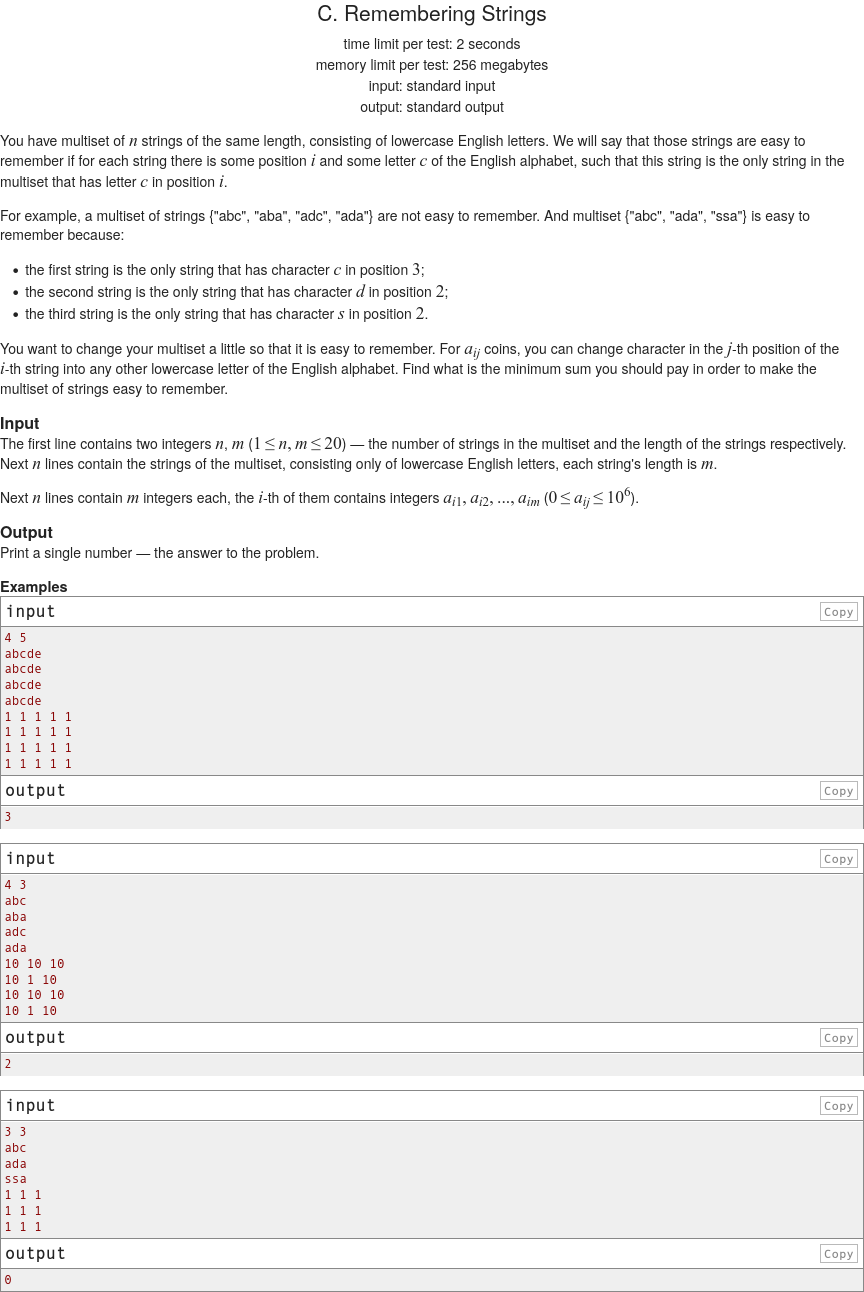 C. Remembering Strings
time limit per test: 2 seconds
memory limit per test: 256 megabytes
input: standard input
output: standard output
You have multiset of n strings of the same length, consisting of lowercase English letters. We will say that those strings are easy to
remember if for each string there is some position i and some letter c of the English alphabet, such that this string is the only string in the
multiset that has letter c in position i.
For example, a multiset of strings {"abc", "aba", "adc", "ada"} are not easy to remember. And multiset {"abc", "ada", "ssa"} is easy to
remember because:
• the first string is the only string that has character c in position 3;
• the second string is the only string that has character d in position 2;
• the third string is the only string that has character s in position 2.
You want to change your multiset a little so that it is easy to remember. For a_{ij} coins, you can change character in the j-th position of the
i-th string into any other lowercase letter of the English alphabet. Find what is the minimum sum you should pay in order to make the
multiset of strings easy to remember.
Input
The first line contains two integers n, m (1 ≤ n, m ≤ 20) — the number of strings in the multiset and the length of the strings respectively.
Next n lines contain the strings of the multiset, consisting only of lowercase English letters, each string's length is m.
Next n lines contain m integers each, the i-th of them contains integers a_{i1}, a_{i2}, ..., a_{im} (0 ≤ a_{ij} ≤ 10^6).
Output
Print a single number — the answer to the problem.
Examples
input Copy
4 5
abcde
abcde
abcde
abcde
1 1 1 1 1
1 1 1 1 1
1 1 1 1 1
1 1 1 1 1
output Copy
3
input Copy
4 3
abc
aba
adc
ada
10 10 10
10 1 10
10 10 10
10 1 10
output Copy
2
input Copy
3 3
abc
ada
ssa
1 1 1
1 1 1
1 1 1
output Copy
0